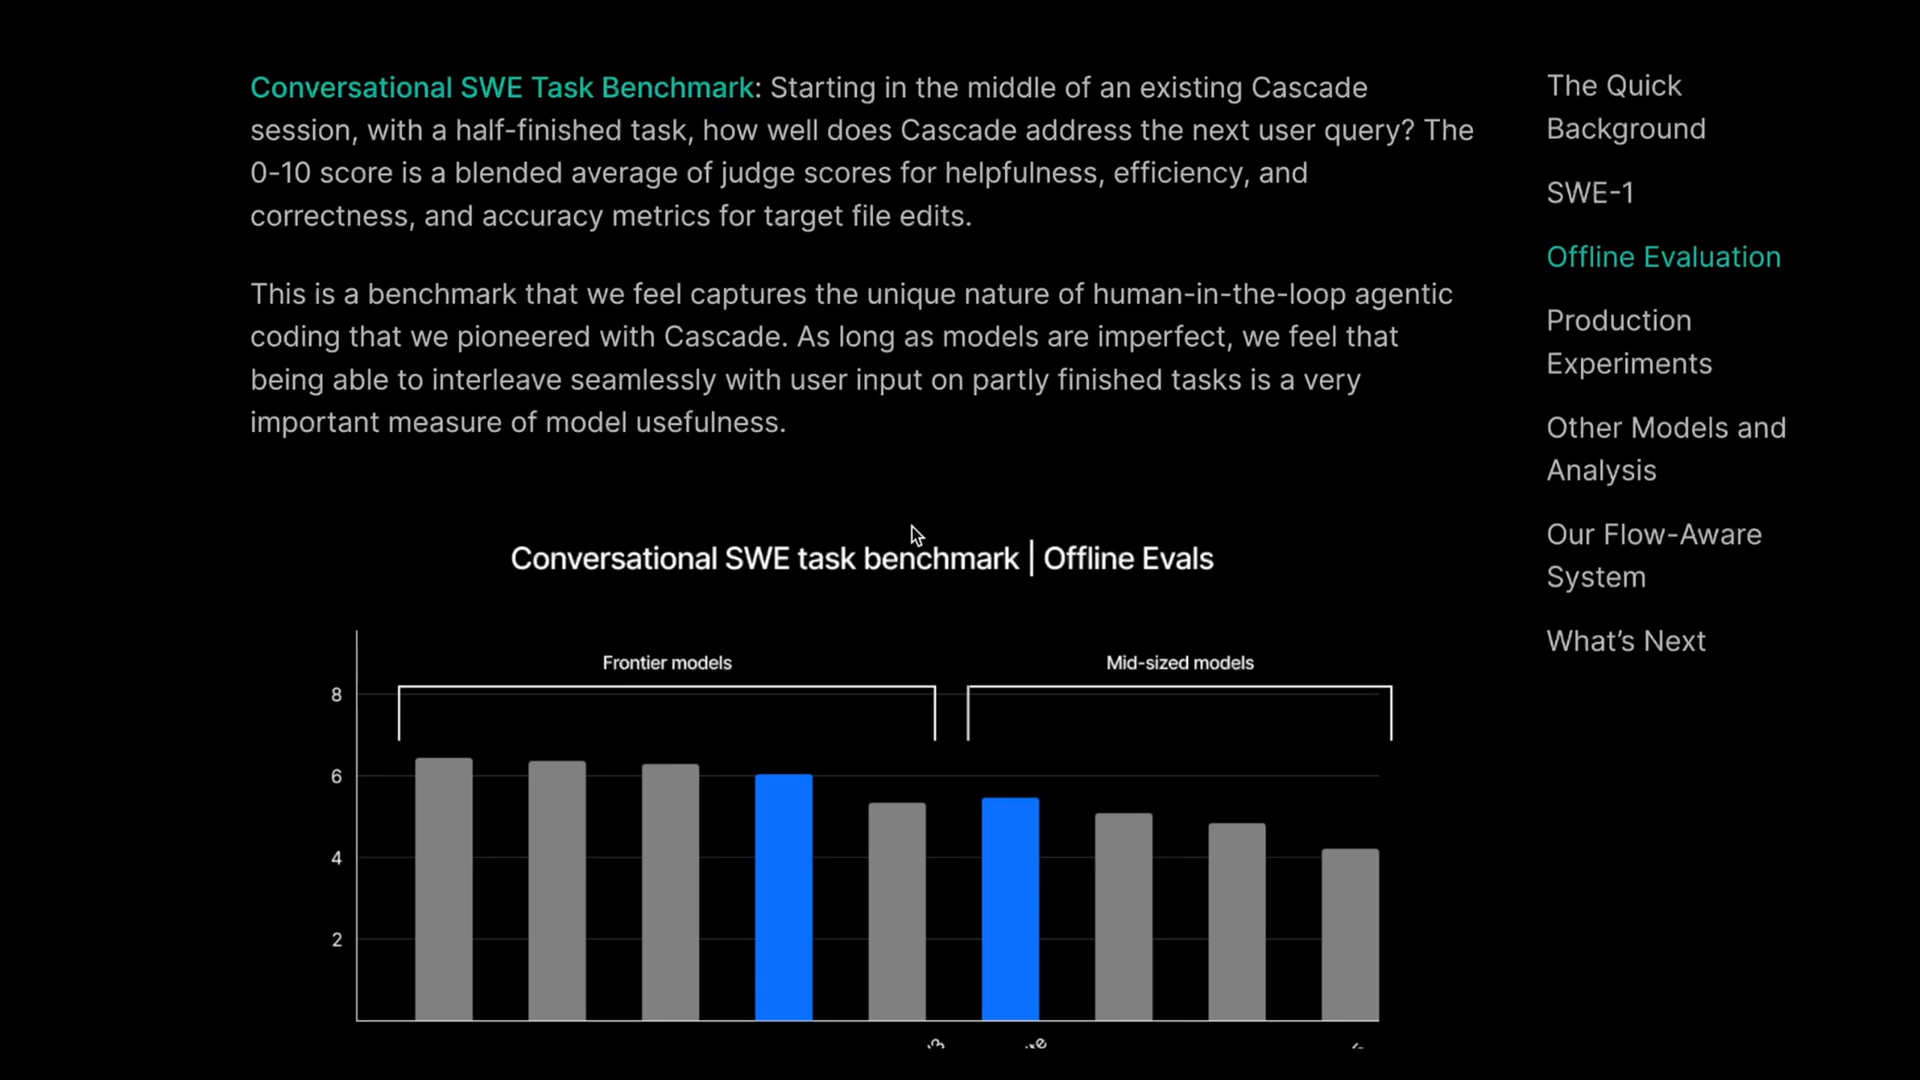 Conversational SWE Task Benchmark: Starting in the middle of an existing Cascade
session, with a half-finished task, how well does Cascade address the next user query? The
0-10 score is a blended average of judge scores for helpfulness, efficiency, and
correctness, and accuracy metrics for target file edits.
This is a benchmark that we feel captures the unique nature of human-in-the-loop agentic
coding that we pioneered with Cascade. As long as models are imperfect, we feel that
being able to interleave seamlessly with user input on partly finished tasks is a very
important measure of model usefulness.
Conversational SWE task benchmark | Offline Evals
Frontier models
Mid-sized models
8
6
4
2
The Quick
Background
SWE-1
Offline Evaluation
Production
Experiments
Other Models and
Analysis
Our Flow-Aware
System
What's Next